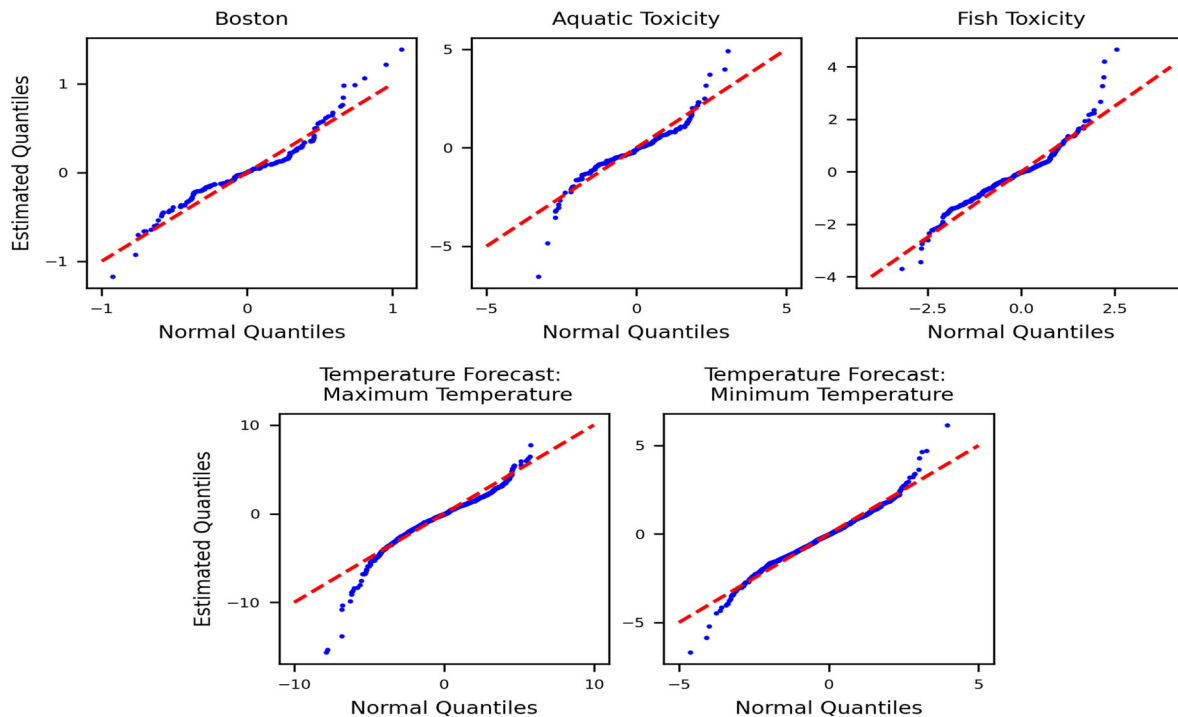 Boston
Aquatic Toxicity
Fish Toxicity
Estimated Quantiles
1
0
−1
−1
0
1
Normal Quantiles
5
0
−5
−5
0
5
Normal Quantiles
4
2
0
−2
−4
−2.5
0.0
2.5
Normal Quantiles
Temperature Forecast:
Maximum Temperature
Temperature Forecast:
Minimum Temperature
Estimated Quantiles
10
0
−10
−10
0
10
Normal Quantiles
5
0
−5
−5
0
5
Normal Quantiles